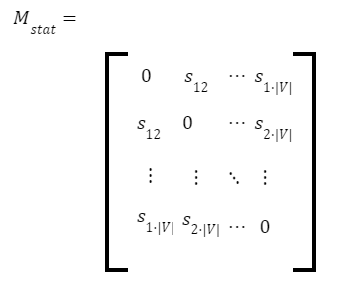 M_stat =
0 s_12 ⋯ s_1·|V|
s_12 0 ⋯ s_2·|V|
⋮ ⋮ ⋱ ⋮
s_1·|V| s_2·|V| ⋯ 0